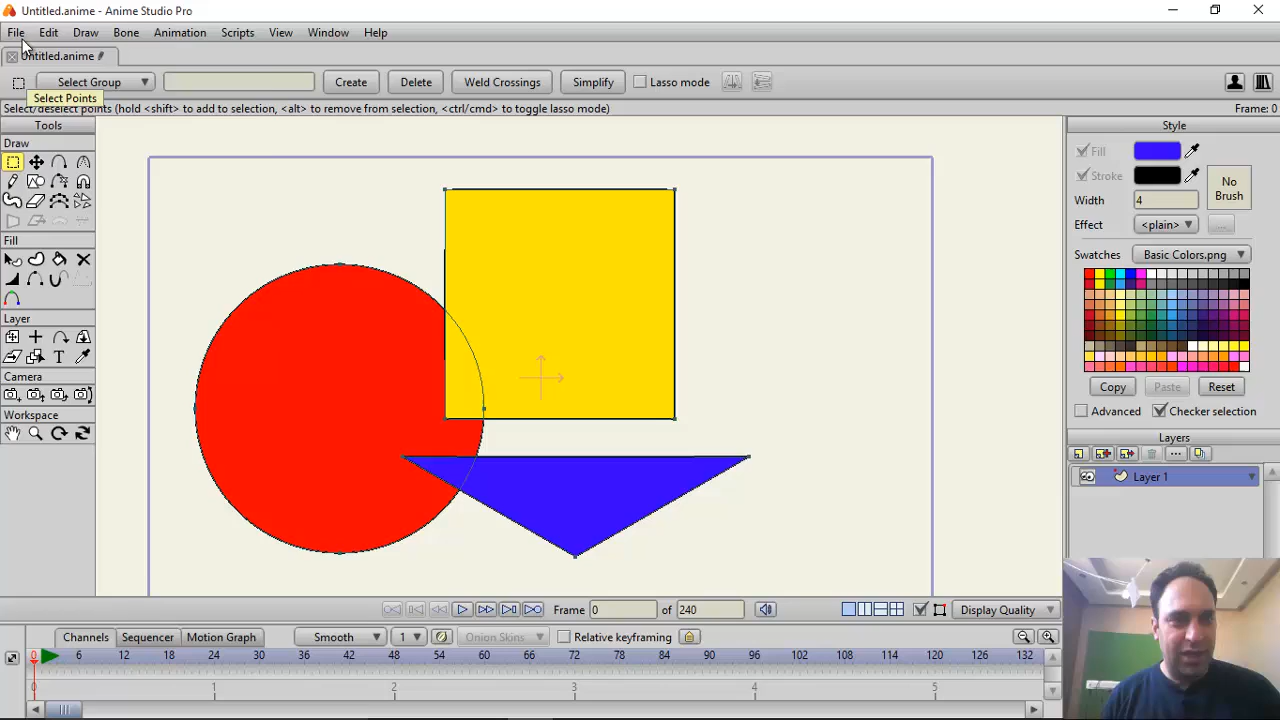 Untitled.anime - Anime Studio Pro
File Edit Draw Bone Animation Scripts View Window Help
Untitled.anime
Select Group Create Delete Weld Crossings Simplify Lasso mode
Select Points
Select/deselect points (hold <shift> to add to selection, <alt> to remove from selection, <ctrl/cmd> to toggle lasso mode) Frame: 0
Tools
Draw
Fill
Layer
Camera
Workspace
Style
Fill
Stroke
No Brush
Width 4
Effect <plain> ...
Swatches Basic Colors.png
Copy Paste Reset
Advanced Checker selection
Layers
Layer 1
Frame 0 of 240 Display Quality
Channels Sequencer Motion Graph Smooth 1 Onion Skins Relative keyframing
0 6 12 18 24 30 36 42 48 54 60 66 72 78 84 90 96 102 108 114 120 126 132
0 1 2 3 4 5